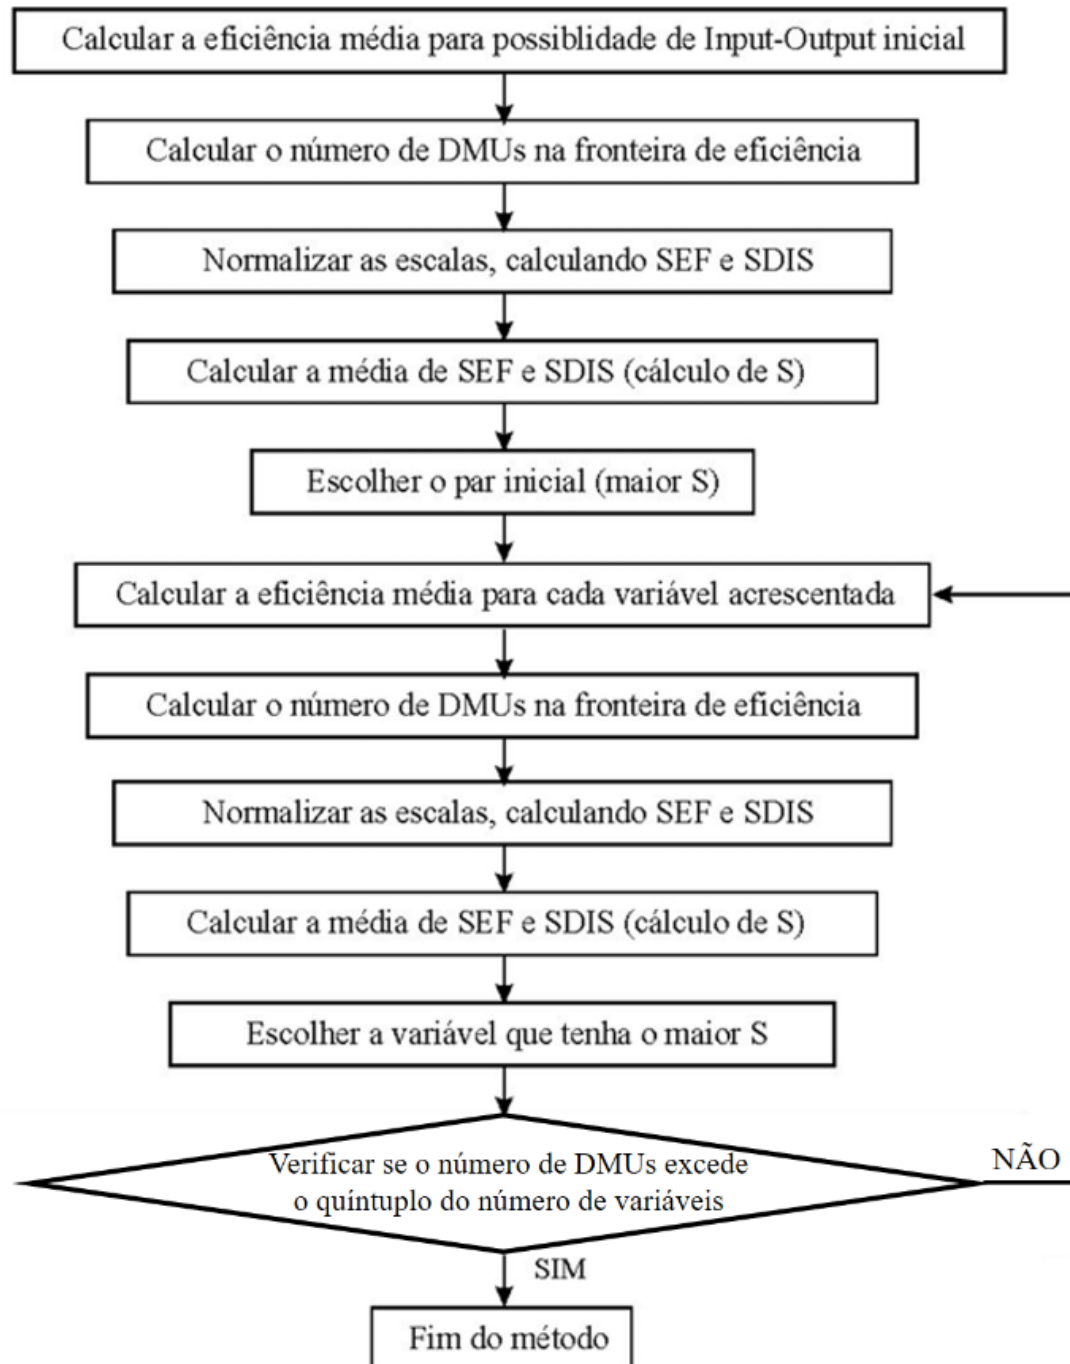 Calcular a eficiência média para possiblidade de Input-Output inicial
Calcular o número de DMUs na fronteira de eficiência
Normalizar as escalas, calculando SEF e SDIS
Calcular a média de SEF e SDIS (cálculo de S)
Escolher o par inicial (maior S)
Calcular a eficiência média para cada variável acrescentada
Calcular o número de DMUs na fronteira de eficiência
Normalizar as escalas, calculando SEF e SDIS
Calcular a média de SEF e SDIS (cálculo de S)
Escolher a variável que tenha o maior S
Verificar se o número de DMUs excede
o quíntuplo do número de variáveis
NÃO
SIM
Fim do método